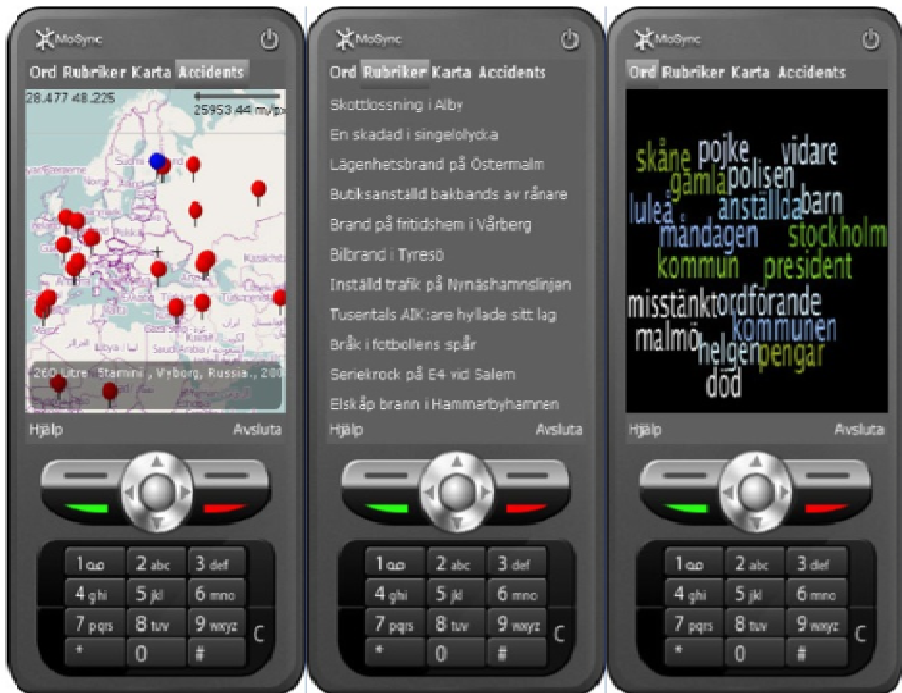 MoSync
Ord Rubriker Karta Accidents
28.477 48.225
25953.44 m/px
260 Litre
Hjälp Avsluta
1
2 abc
3 def
4 ghi
5 jkl
6 mno
7 pqrs
8 tuv
9 wxyz
C
*
0
#
MoSync
Ord Rubriker Karta Accidents
Skottlossning i Alby
En skadad i singelolycka
Lägenhetsbrand på Östermalm
Butiksanställd bakbands av rånare
Brand på fritidshem i Vårberg
Bilbrand i Tyresö
Inställd trafik på Nynäshamnslinjen
Tusentals AIK:are hyllade sitt lag
Bråk i fotbollens spår
Seriekrock på E4 vid Salem
Elskåp brann i Hammarbyhamnen
Hjälp Avsluta
1
2 abc
3 def
4 ghi
5 jkl
6 mno
7 pqrs
8 tuv
9 wxyz
C
*
0
#
MoSync
Ord Rubriker Karta Accidents
skåne pojke vidare
gamla polisen
luleå anställda barn
måndagen stockholm
kommun president
misstänkt ordförande
malmö kommunen
helgen pengar
död
Hjälp Avsluta
1
2 abc
3 def
4 ghi
5 jkl
6 mno
7 pqrs
8 tuv
9 wxyz
C
*
0
#